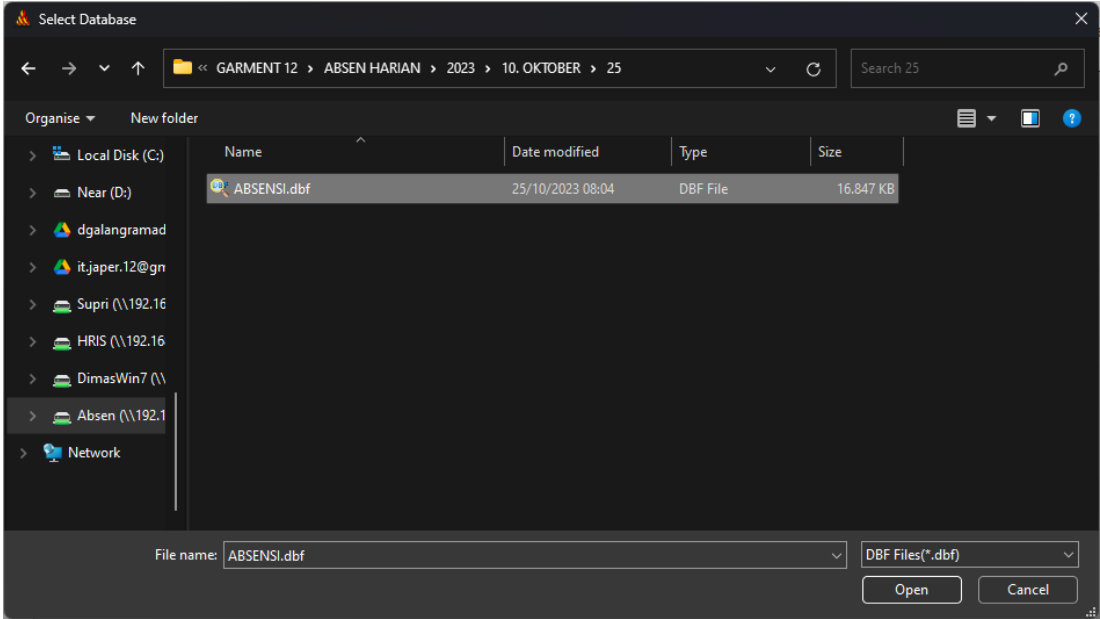 Select Database
« GARMENT 12 › ABSEN HARIAN › 2023 › 10. OKTOBER › 25
Search 25
Organise
New folder
Name
Date modified
Type
Size
Local Disk (C:)
Near (D:)
dgalangramad
it.japer.12@gm
Supri (\\192.16
HRIS (\\192.16
DimasWin7 (\\
Absen (\\192.1
Network
ABSENSI.dbf 25/10/2023 08:04 DBF File 16.847 KB
File name: ABSENSI.dbf
DBF Files(*.dbf)
Open
Cancel